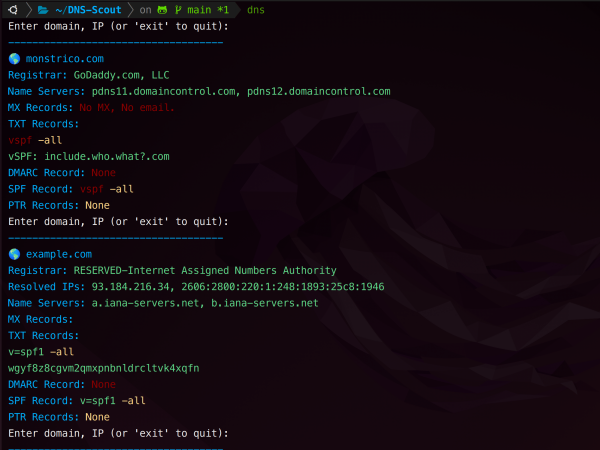 ~/DNS-Scout on main *1 dns
Enter domain, IP (or 'exit' to quit):
------------------------------------
monstrico.com
Registrar: GoDaddy.com, LLC
Name Servers: pdns11.domaincontrol.com, pdns12.domaincontrol.com
MX Records: No MX, No email.
TXT Records:
vspf -all
vSPF: include.who.what?.com
DMARC Record: None
SPF Record: vspf -all
PTR Records: None
Enter domain, IP (or 'exit' to quit):
------------------------------------
example.com
Registrar: RESERVED-Internet Assigned Numbers Authority
Resolved IPs: 93.184.216.34, 2606:2800:220:1:248:1893:25c8:1946
Name Servers: a.iana-servers.net, b.iana-servers.net
MX Records:
TXT Records:
v=spf1 -all
wgyf8z8cgvm2qmxpnbnldrcltvk4xqfn
DMARC Record: None
SPF Record: v=spf1 -all
PTR Records: None
Enter domain, IP (or 'exit' to quit):
------------------------------------